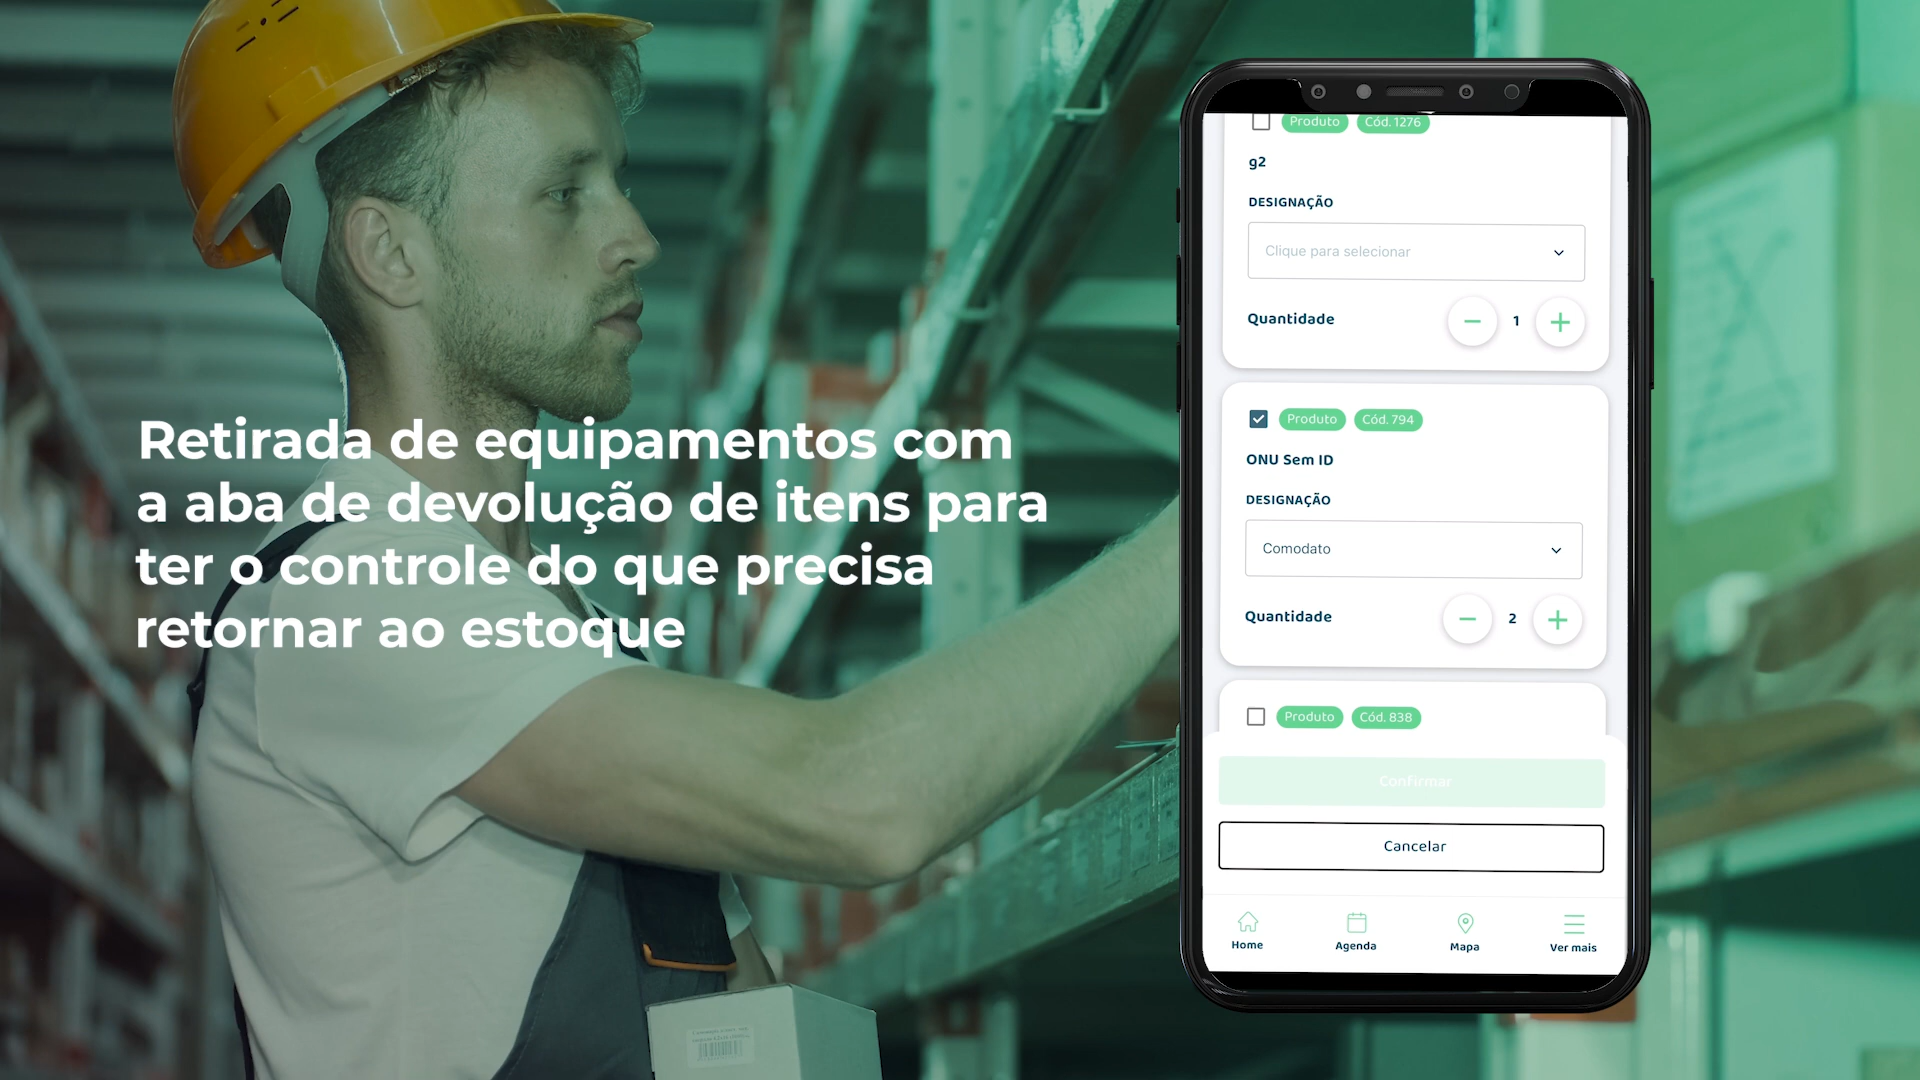 Retirada de equipamentos com
a aba de devolução de itens para
ter o controle do que precisa
retornar ao estoque
Produto Cód. 1276
g2
DESIGNAÇÃO
Clique para selecionar
Quantidade 1
Produto Cód. 794
ONU Sem ID
DESIGNAÇÃO
Comodato
Quantidade 2
Produto Cód. 838
Confirmar
Cancelar
Home Agenda Mapa Ver mais